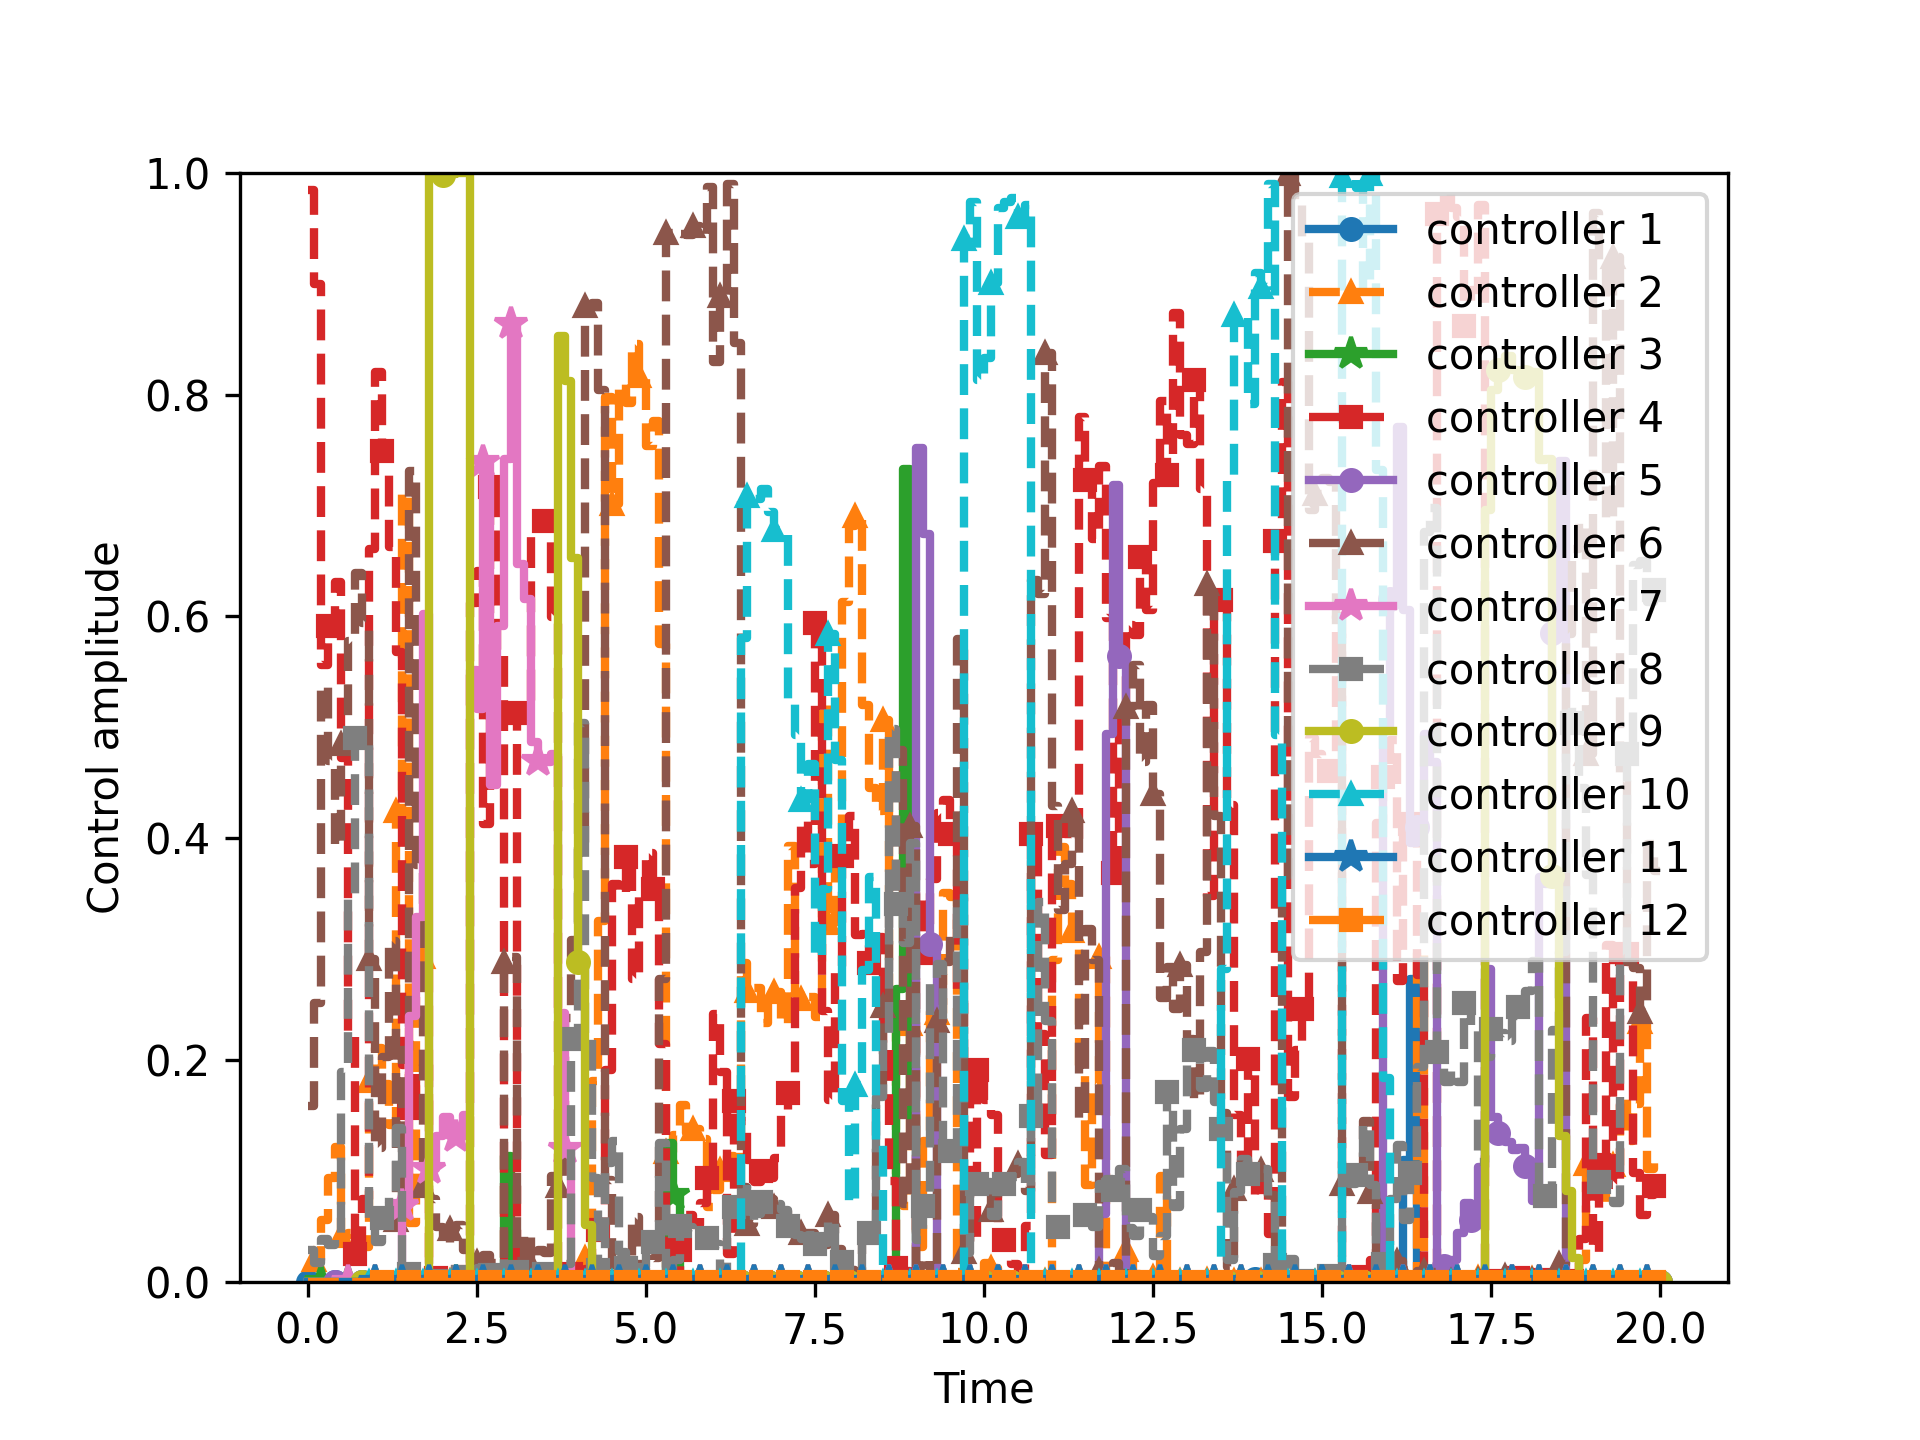 1.0
0.8
0.6
0.4
0.2
0.0
Control amplitude
controller 1
controller 2
controller 3
controller 4
controller 5
controller 6
controller 7
controller 8
controller 9
controller 10
controller 11
controller 12
0.0 2.5 5.0 7.5 10.0 12.5 15.0 17.5 20.0
Time